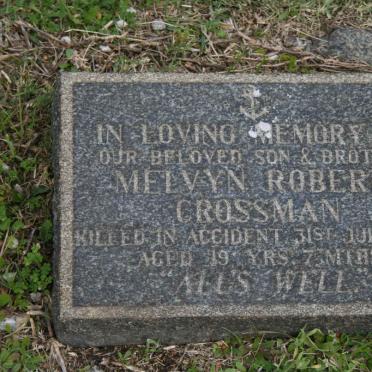 IN LOVING MEMORY
OUR BELOVED SON & BROT
MELVYN ROBER
CROSSMAN
KILLED IN ACCIDENT 31ST JU
AGED 19 YRS. 7 MTHS
"ALL'S WELL"